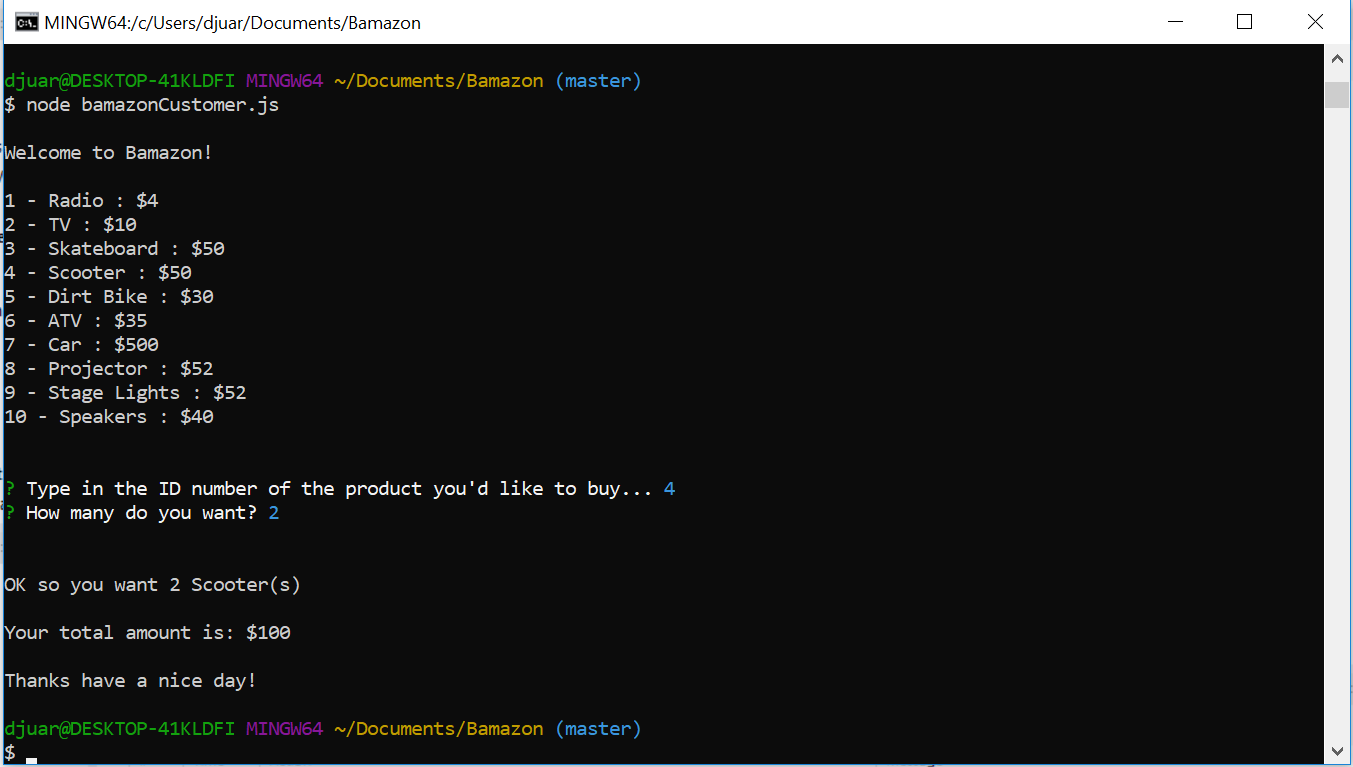 MINGW64:/c/Users/djuar/Documents/Bamazon
djuar@DESKTOP-41KLDFI MINGW64 ~/Documents/Bamazon (master)
$ node bamazonCustomer.js
Welcome to Bamazon!
1 - Radio : $4
2 - TV : $10
3 - Skateboard : $50
4 - Scooter : $50
5 - Dirt Bike : $30
6 - ATV : $35
7 - Car : $500
8 - Projector : $52
9 - Stage Lights : $52
10 - Speakers : $40
? Type in the ID number of the product you'd like to buy... 4
? How many do you want? 2
OK so you want 2 Scooter(s)
Your total amount is: $100
Thanks have a nice day!
djuar@DESKTOP-41KLDFI MINGW64 ~/Documents/Bamazon (master)
$